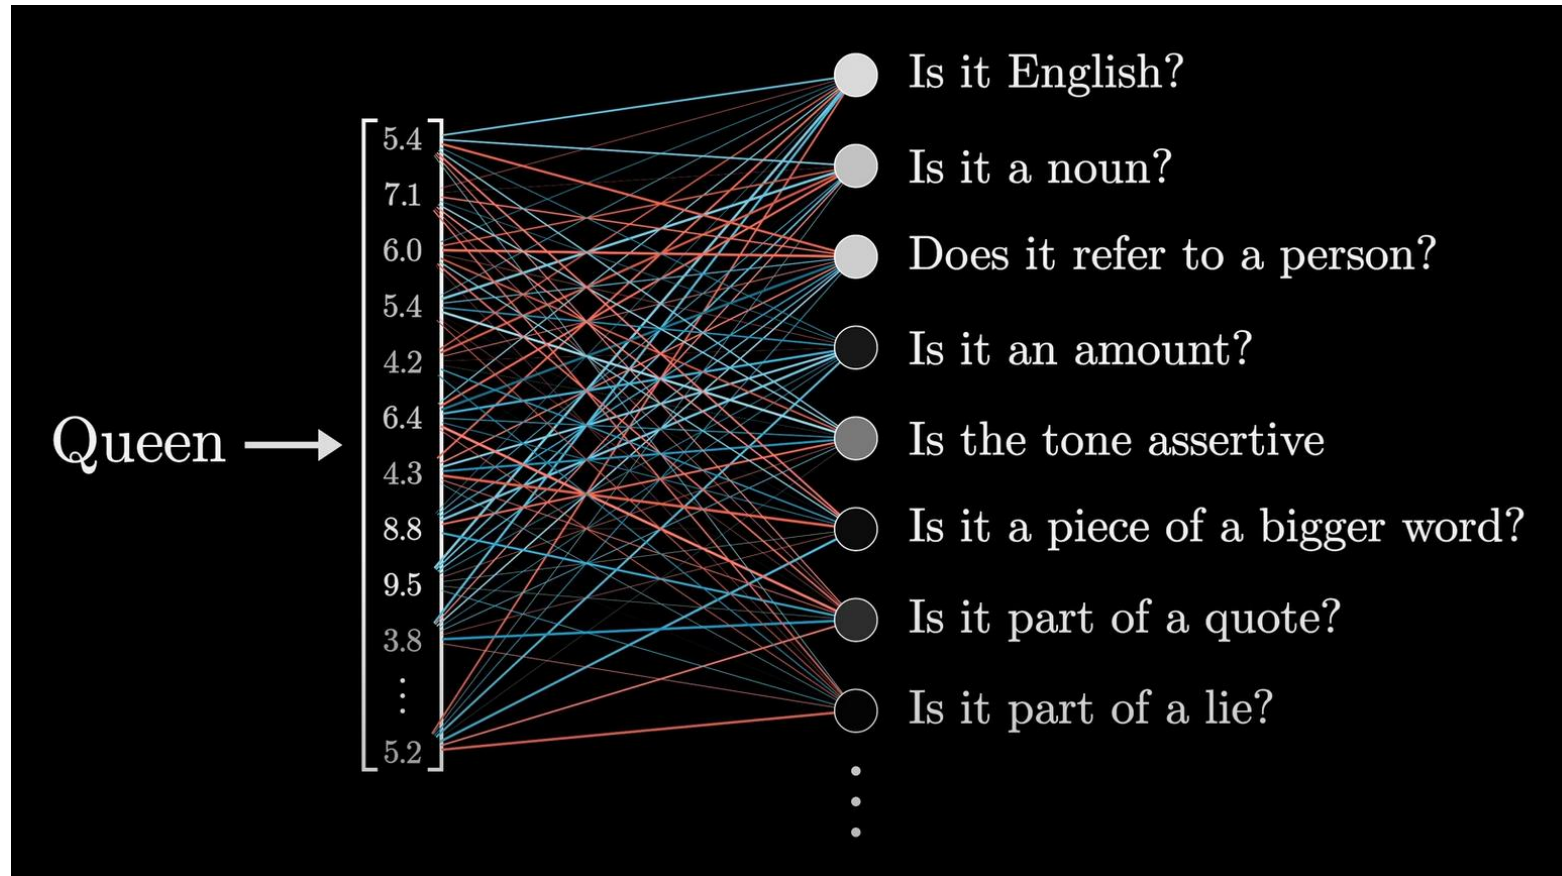 Queen
5.4
7.1
6.0
5.4
4.2
6.4
4.3
8.8
9.5
3.8
⋮
5.2
Is it English?
Is it a noun?
Does it refer to a person?
Is it an amount?
Is the tone assertive
Is it a piece of a bigger word?
Is it part of a quote?
Is it part of a lie?
⋮